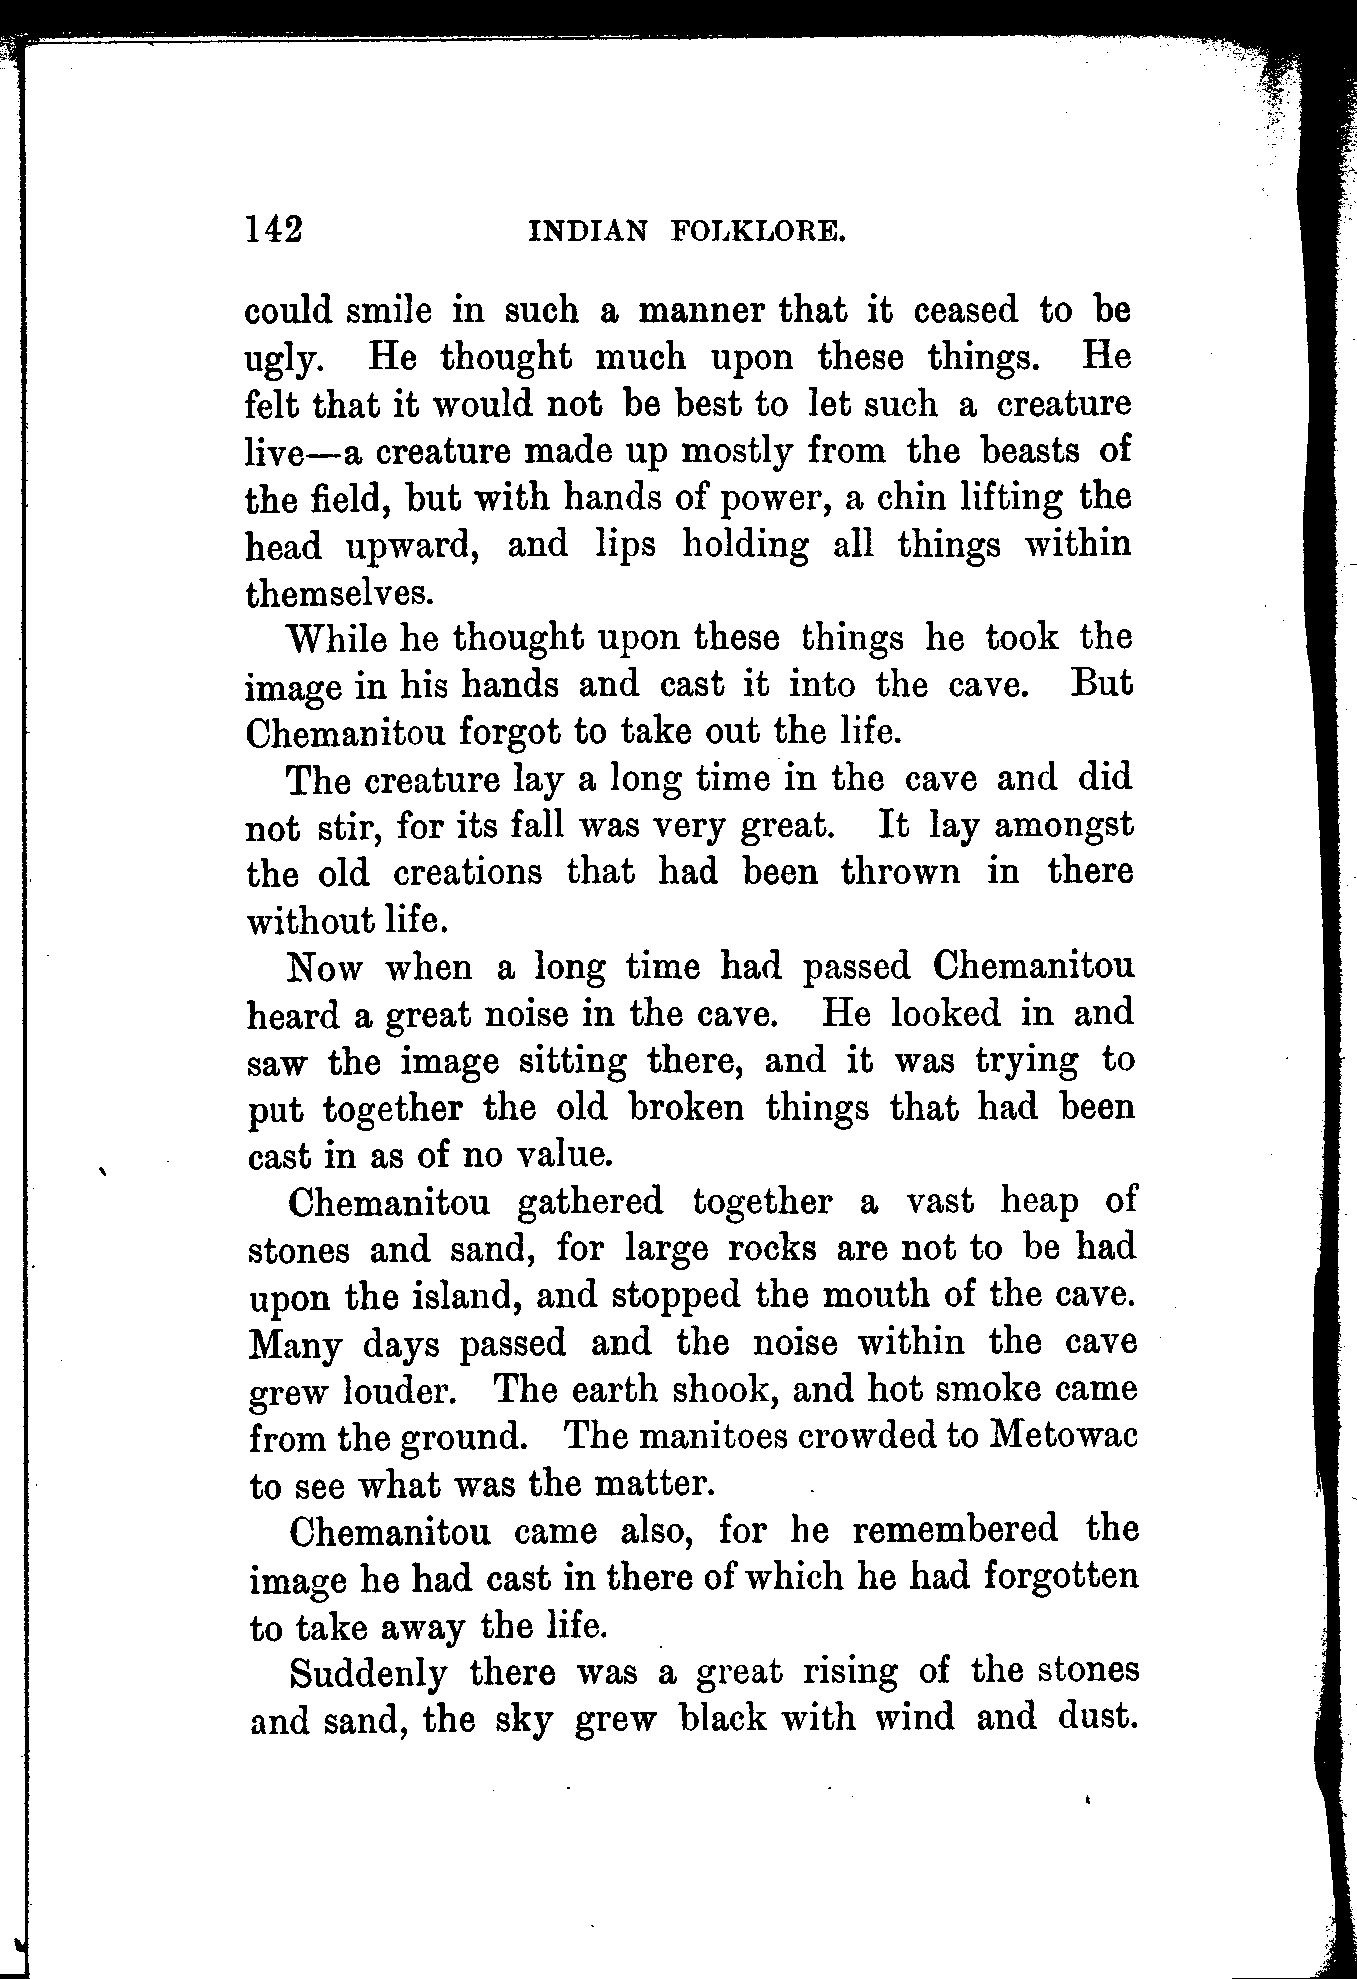 142 INDIAN FOLKLORE.
could smile in such a manner that it ceased to be
ugly. He thought much upon these things. He
felt that it would not be best to let such a creature
live—a creature made up mostly from the beasts of
the field, but with hands of power, a chin lifting the
head upward, and lips holding all things within
themselves.
While he thought upon these things he took the
image in his hands and cast it into the cave. But
Chemanitou forgot to take out the life.
The creature lay a long time in the cave and did
not stir, for its fall was very great. It lay amongst
the old creations that had been thrown in there
without life.
Now when a long time had passed Chemanitou
heard a great noise in the cave. He looked in and
saw the image sitting there, and it was trying to
put together the old broken things that had been
cast in as of no value.
Chemanitou gathered together a vast heap of
stones and sand, for large rocks are not to be had
upon the island, and stopped the mouth of the cave.
Many days passed and the noise within the cave
grew louder. The earth shook, and hot smoke came
from the ground. The manitoes crowded to Metowac
to see what was the matter.
Chemanitou came also, for he remembered the
image he had cast in there of which he had forgotten
to take away the life.
Suddenly there was a great rising of the stones
and sand, the sky grew black with wind and dust.